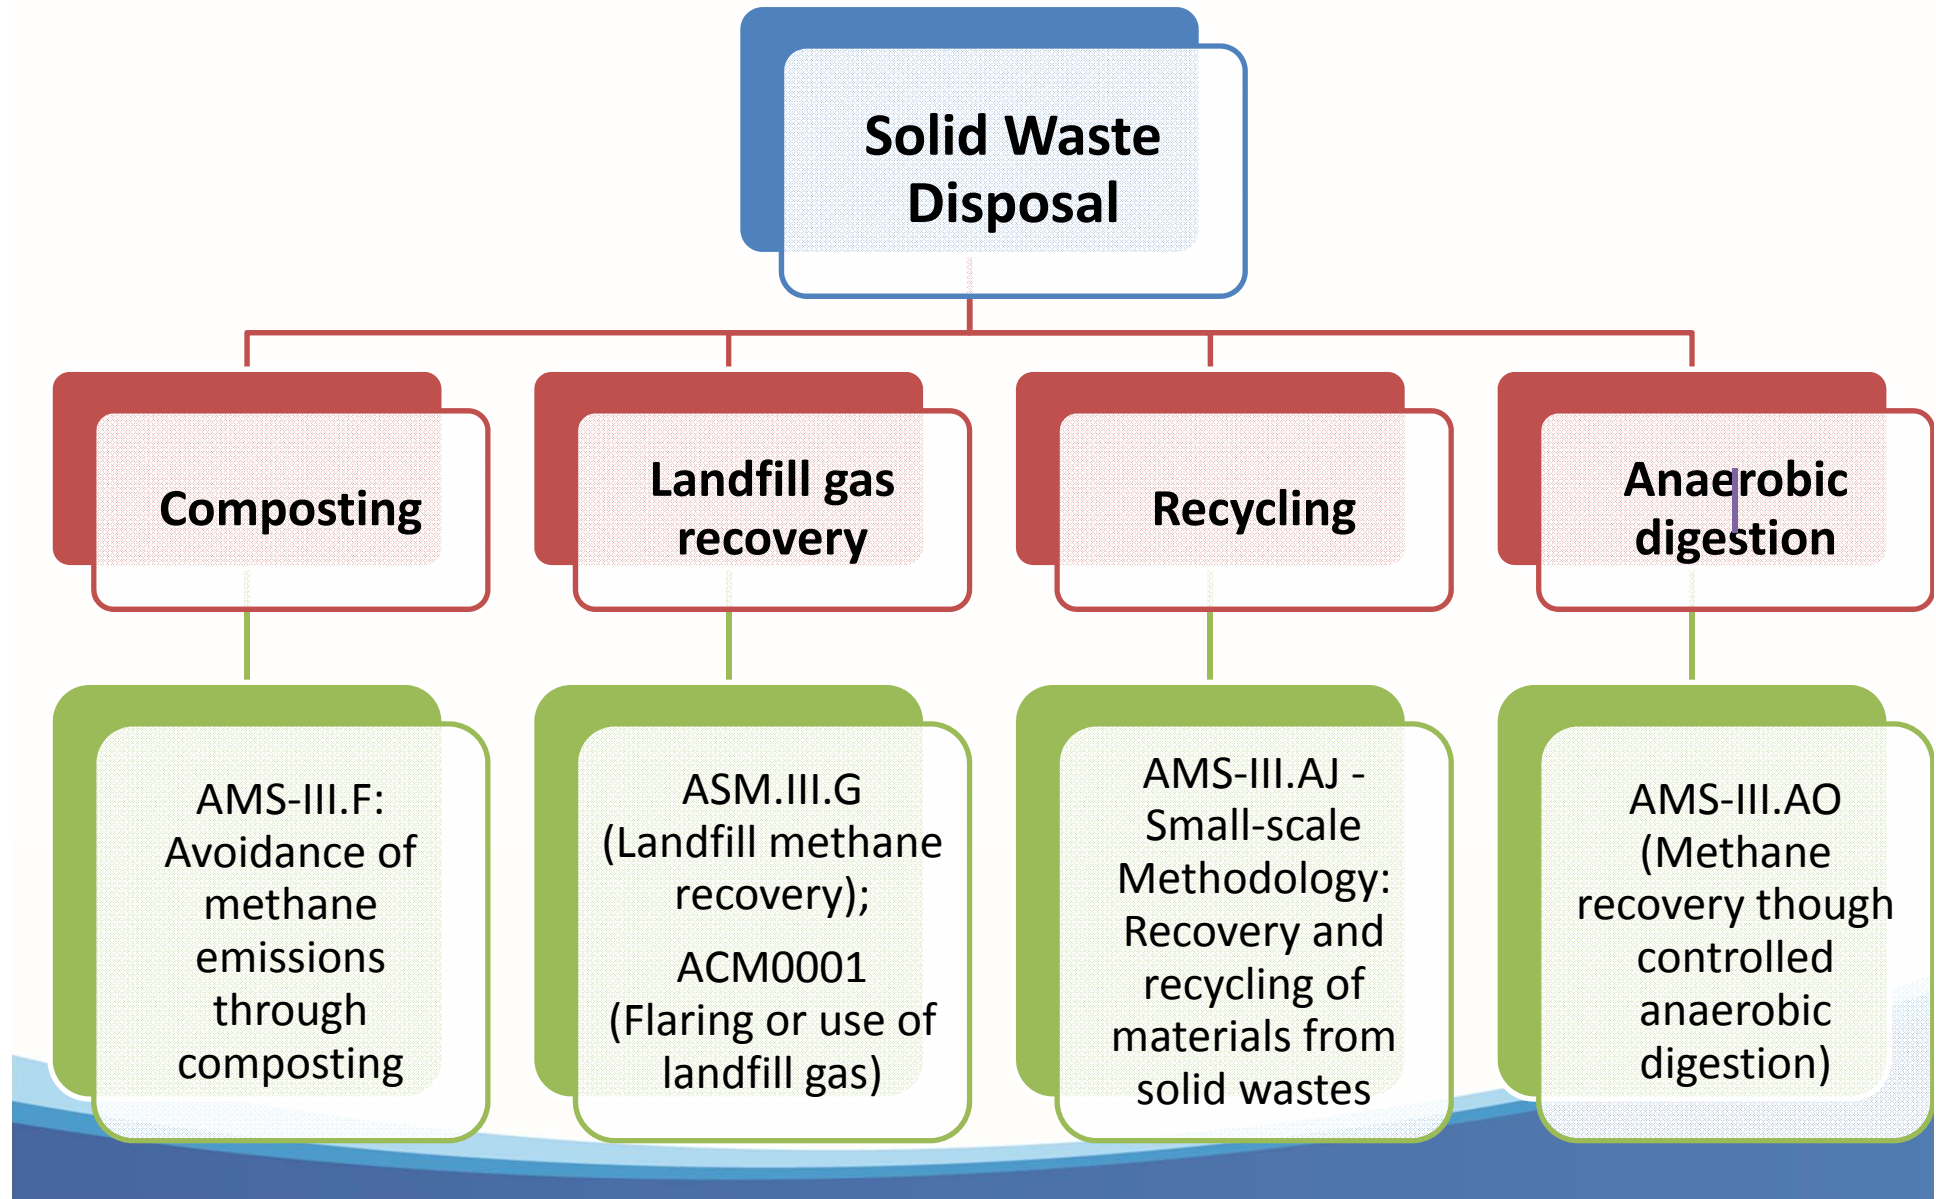 Solid Waste
Disposal
Composting
Landfill gas
recovery
Recycling
Anaerobic
digestion
AMS-III.F:
Avoidance of
methane
emissions
through
composting
ASM.III.G
(Landfill methane
recovery);
ACM0001
(Flaring or use of
landfill gas)
AMS-III.AJ -
Small-scale
Methodology:
Recovery and
recycling of
materials from
solid wastes
AMS-III.AO
(Methane
recovery though
controlled
anaerobic
digestion)